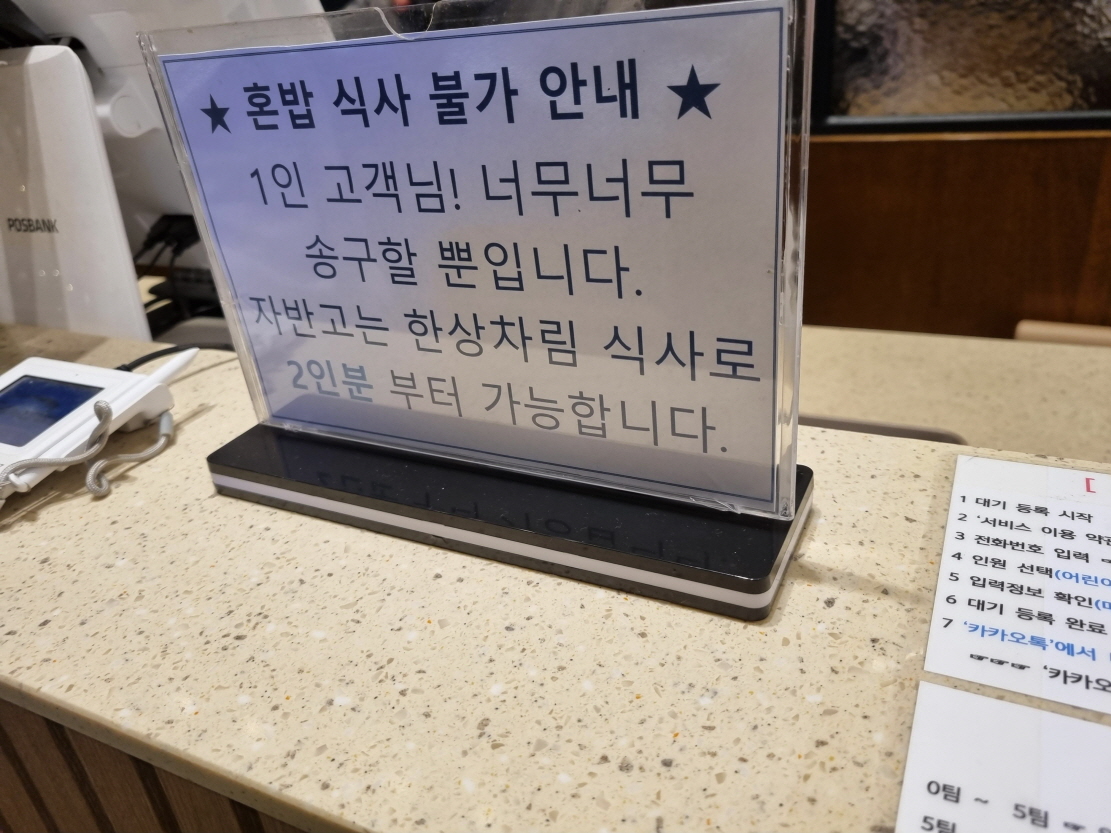 ★ 혼밥 식사 불가 안내 ★
1인 고객님! 너무너무
송구할 뿐입니다.
자반고는 한상차림 식사로
2인분 부터 가능합니다.
POSBANK
[
1 대기 등록 시작
2 '서비스 이용
3 전화번호 입력
4 인원 선택(어린이
5 입력정보 확인(
6 대기 등록 완료
7 '카카오톡'에서
☞☞☞ '카카오
0팀 ~ 5팀 ☞
5팀